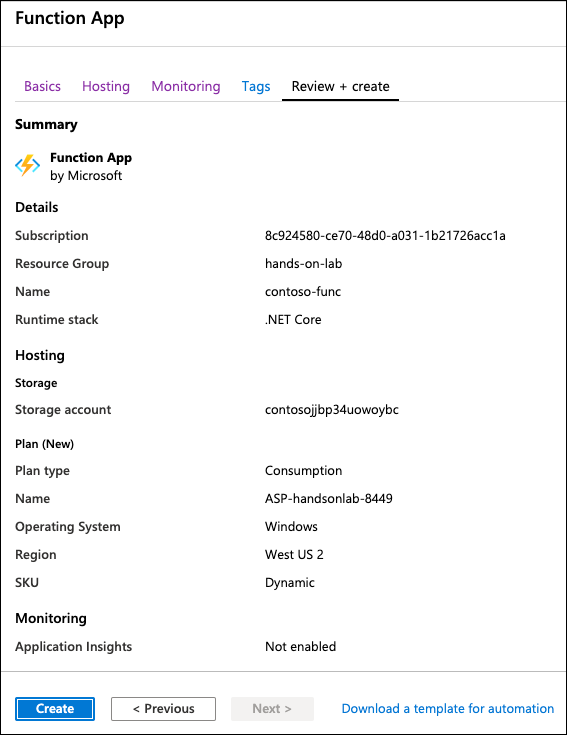 Function App
Basics Hosting Monitoring Tags Review + create
Summary
Function App
by Microsoft
Details
Subscription 8c924580-ce70-48d0-a031-1b21726acc1a
Resource Group hands-on-lab
Name contoso-func
Runtime stack .NET Core
Hosting
Storage
Storage account contosojjbp34uowoybc
Plan (New)
Plan type Consumption
Name ASP-handsonlab-8449
Operating System Windows
Region West US 2
SKU Dynamic
Monitoring
Application Insights Not enabled
Create < Previous Next > Download a template for automation